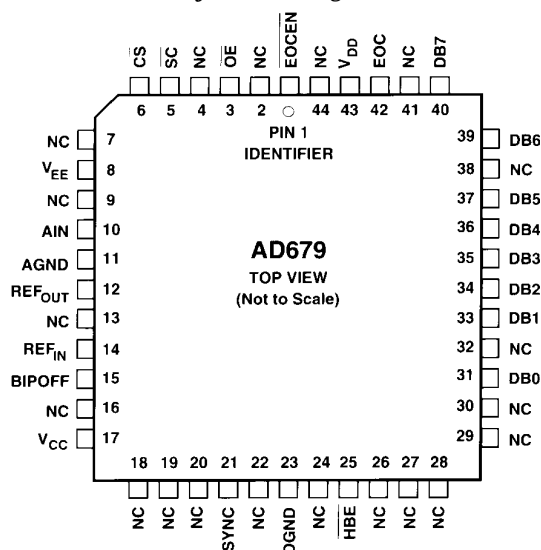 CS
SC
NC
OE
NC
EOCEN
NC
VDD
EOC
NC
DB7
6 5 4 3 2 44 43 42 41 40
PIN 1
IDENTIFIER
NC 7
VEE 8
NC 9
AIN 10
AGND 11
REFOUT 12
NC 13
REFIN 14
BIPOFF 15
NC 16
VCC 17
AD679
TOP VIEW
(Not to Scale)
39 DB6
38 NC
37 DB5
36 DB4
35 DB3
34 DB2
33 DB1
32 NC
31 DB0
30 NC
29 NC
18 19 20 21 22 23 24 25 26 27 28
NC
NC
NC
SYNC
NC
DGND
NC
HBE
NC
NC
NC